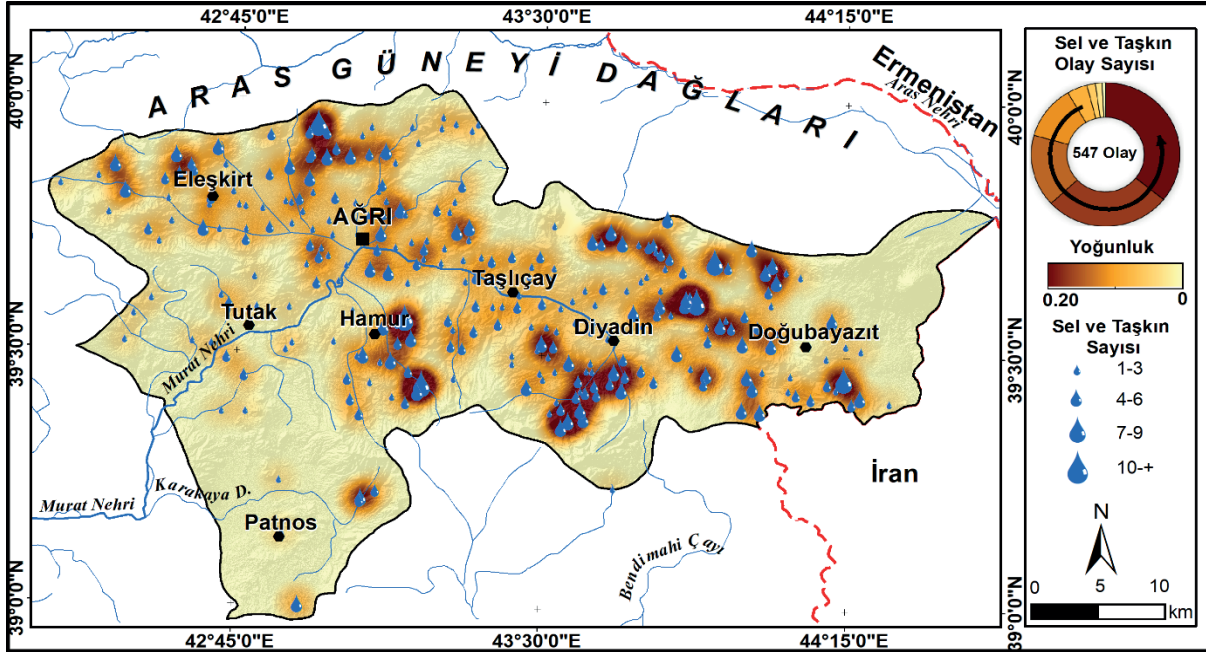 42°45'0"E
43°30'0"E
44°15'0"E
40°0'0"N
40°0'0"N
ARAS GÜNEYİ DAĞLARI
Ermenistan
Aras Nehri
Eleşkirt
AĞRI
Taşlıçay
Tutak
Hamur
Diyadin
Doğubayazıt
39°30'0"N
39°30'0"N
Murat Nehri
İran
Karakaya D.
Murat Nehri
Patnos
Bendimahi Çayı
39°0'0"N
39°0'0"N
42°45'0"E
43°30'0"E
44°15'0"E
Sel ve Taşkın
Olay Sayısı
547 Olay
Yoğunluk
0.20 0
Sel ve Taşkın
Sayısı
1-3
4-6
7-9
10-+
N
0 5 10
km